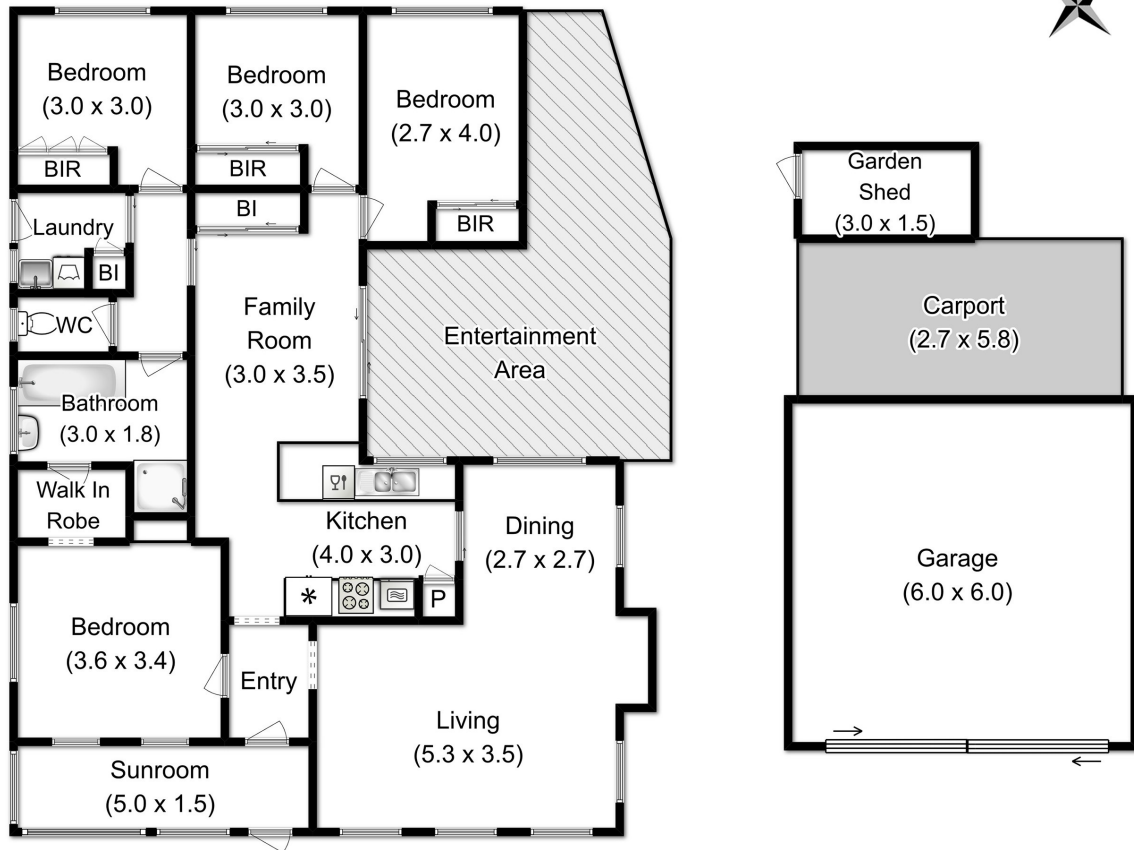 Bedroom
(3.0 x 3.0)
BIR
Bedroom
(3.0 x 3.0)
BIR
Bedroom
(2.7 x 4.0)
BIR
BI
Laundry
BI
WC
Family
Room
(3.0 x 3.5)
Entertainment
Area
Bathroom
(3.0 x 1.8)
Walk In
Robe
Kitchen
(4.0 x 3.0)
P
Dining
(2.7 x 2.7)
Bedroom
(3.6 x 3.4)
Entry
Living
(5.3 x 3.5)
Sunroom
(5.0 x 1.5)
Garden
Shed
(3.0 x 1.5)
Carport
(2.7 x 5.8)
Garage
(6.0 x 6.0)